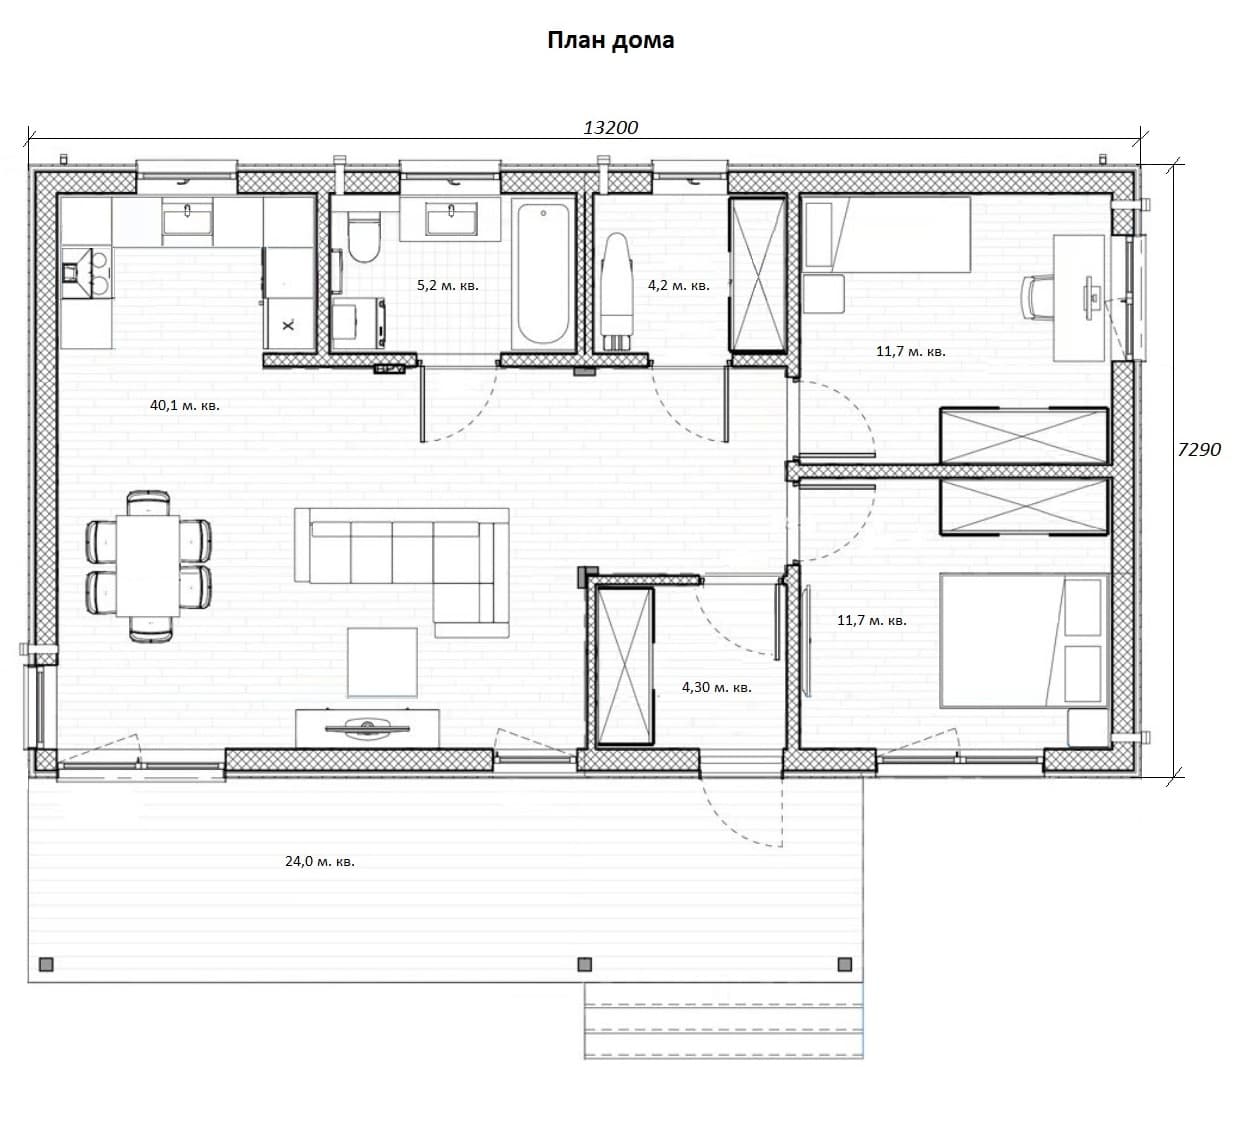 План дома
13200
5,2 м. кв.
4,2 м. кв.
11,7 м. кв.
X
40,1 м. кв.
7290
11,7 м. кв.
4,30 м. кв.
24,0 м. кв.